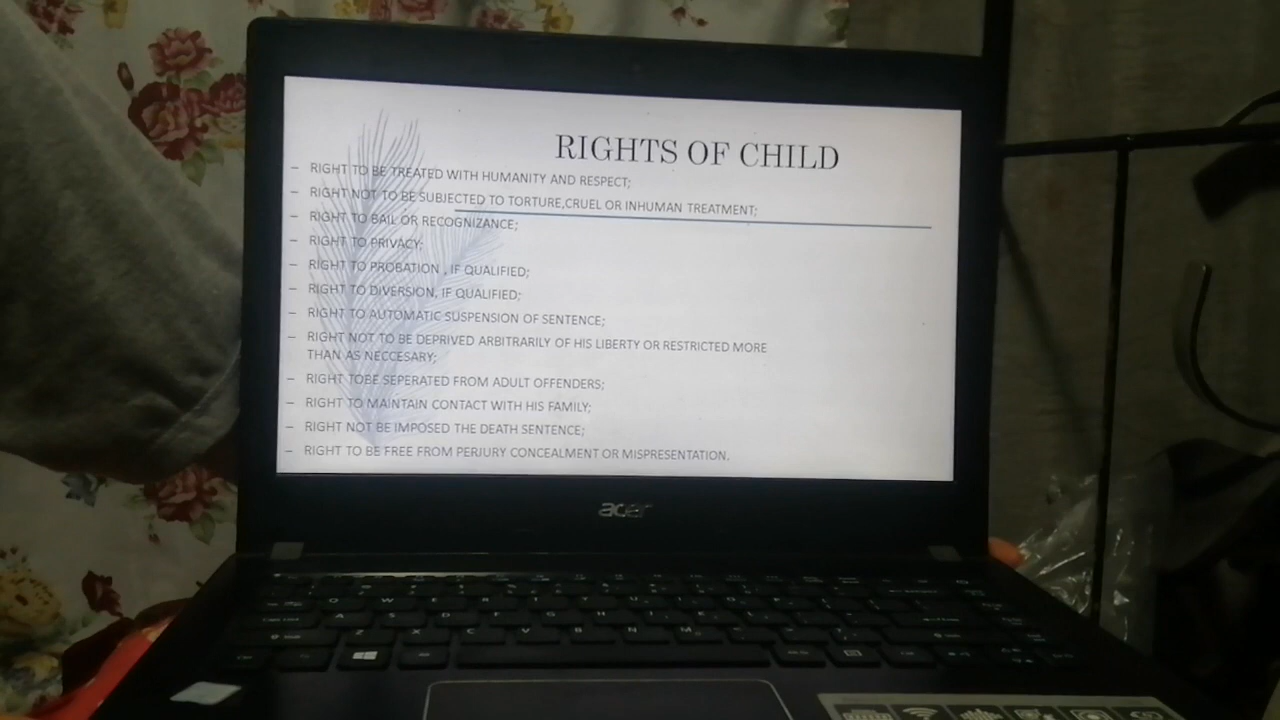 RIGHTS OF CHILD
– RIGHT TO BE TREATED WITH HUMANITY AND RESPECT;
– RIGHT NOT TO BE SUBJECTED TO TORTURE,CRUEL OR INHUMAN TREATMENT;
– RIGHT TO BAIL OR RECOGNIZANCE;
– RIGHT TO PRIVACY;
– RIGHT TO PROBATION , IF QUALIFIED;
– RIGHT TO DIVERSION, IF QUALIFIED;
– RIGHT TO AUTOMATIC SUSPENSION OF SENTENCE;
– RIGHT NOT TO BE DEPRIVED ARBITRARILY OF HIS LIBERTY OR RESTRICTED MORE
THAN AS NECCESARY;
– RIGHT TOBE SEPERATED FROM ADULT OFFENDERS;
– RIGHT TO MAINTAIN CONTACT WITH HIS FAMILY;
– RIGHT NOT BE IMPOSED THE DEATH SENTENCE;
– RIGHT TO BE FREE FROM PERJURY CONCEALMENT OR MISPRESENTATION.
acer